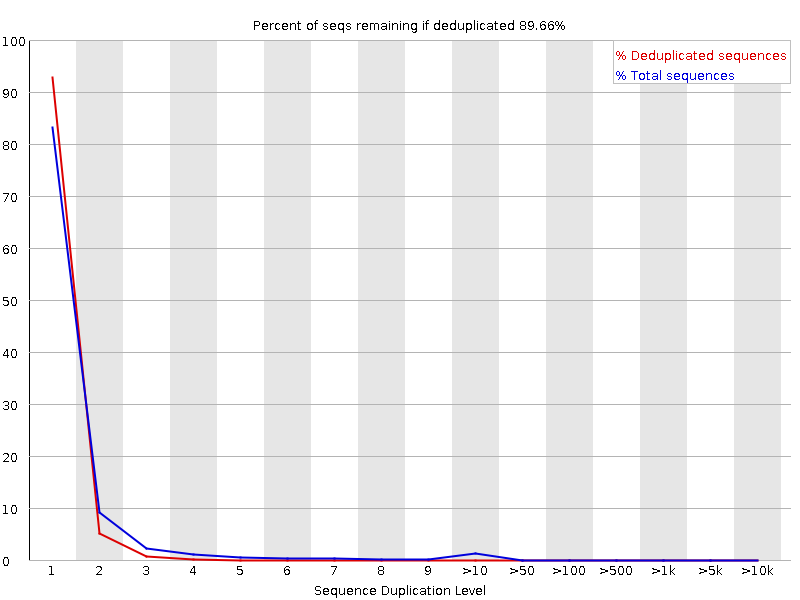 Percent of seqs remaining if deduplicated 89.66%
% Deduplicated sequences
% Total sequences
100
90
80
70
60
50
40
30
20
10
0
1 2 3 4 5 6 7 8 9 >10 >50 >100 >500 >1k >5k >10k
Sequence Duplication Level